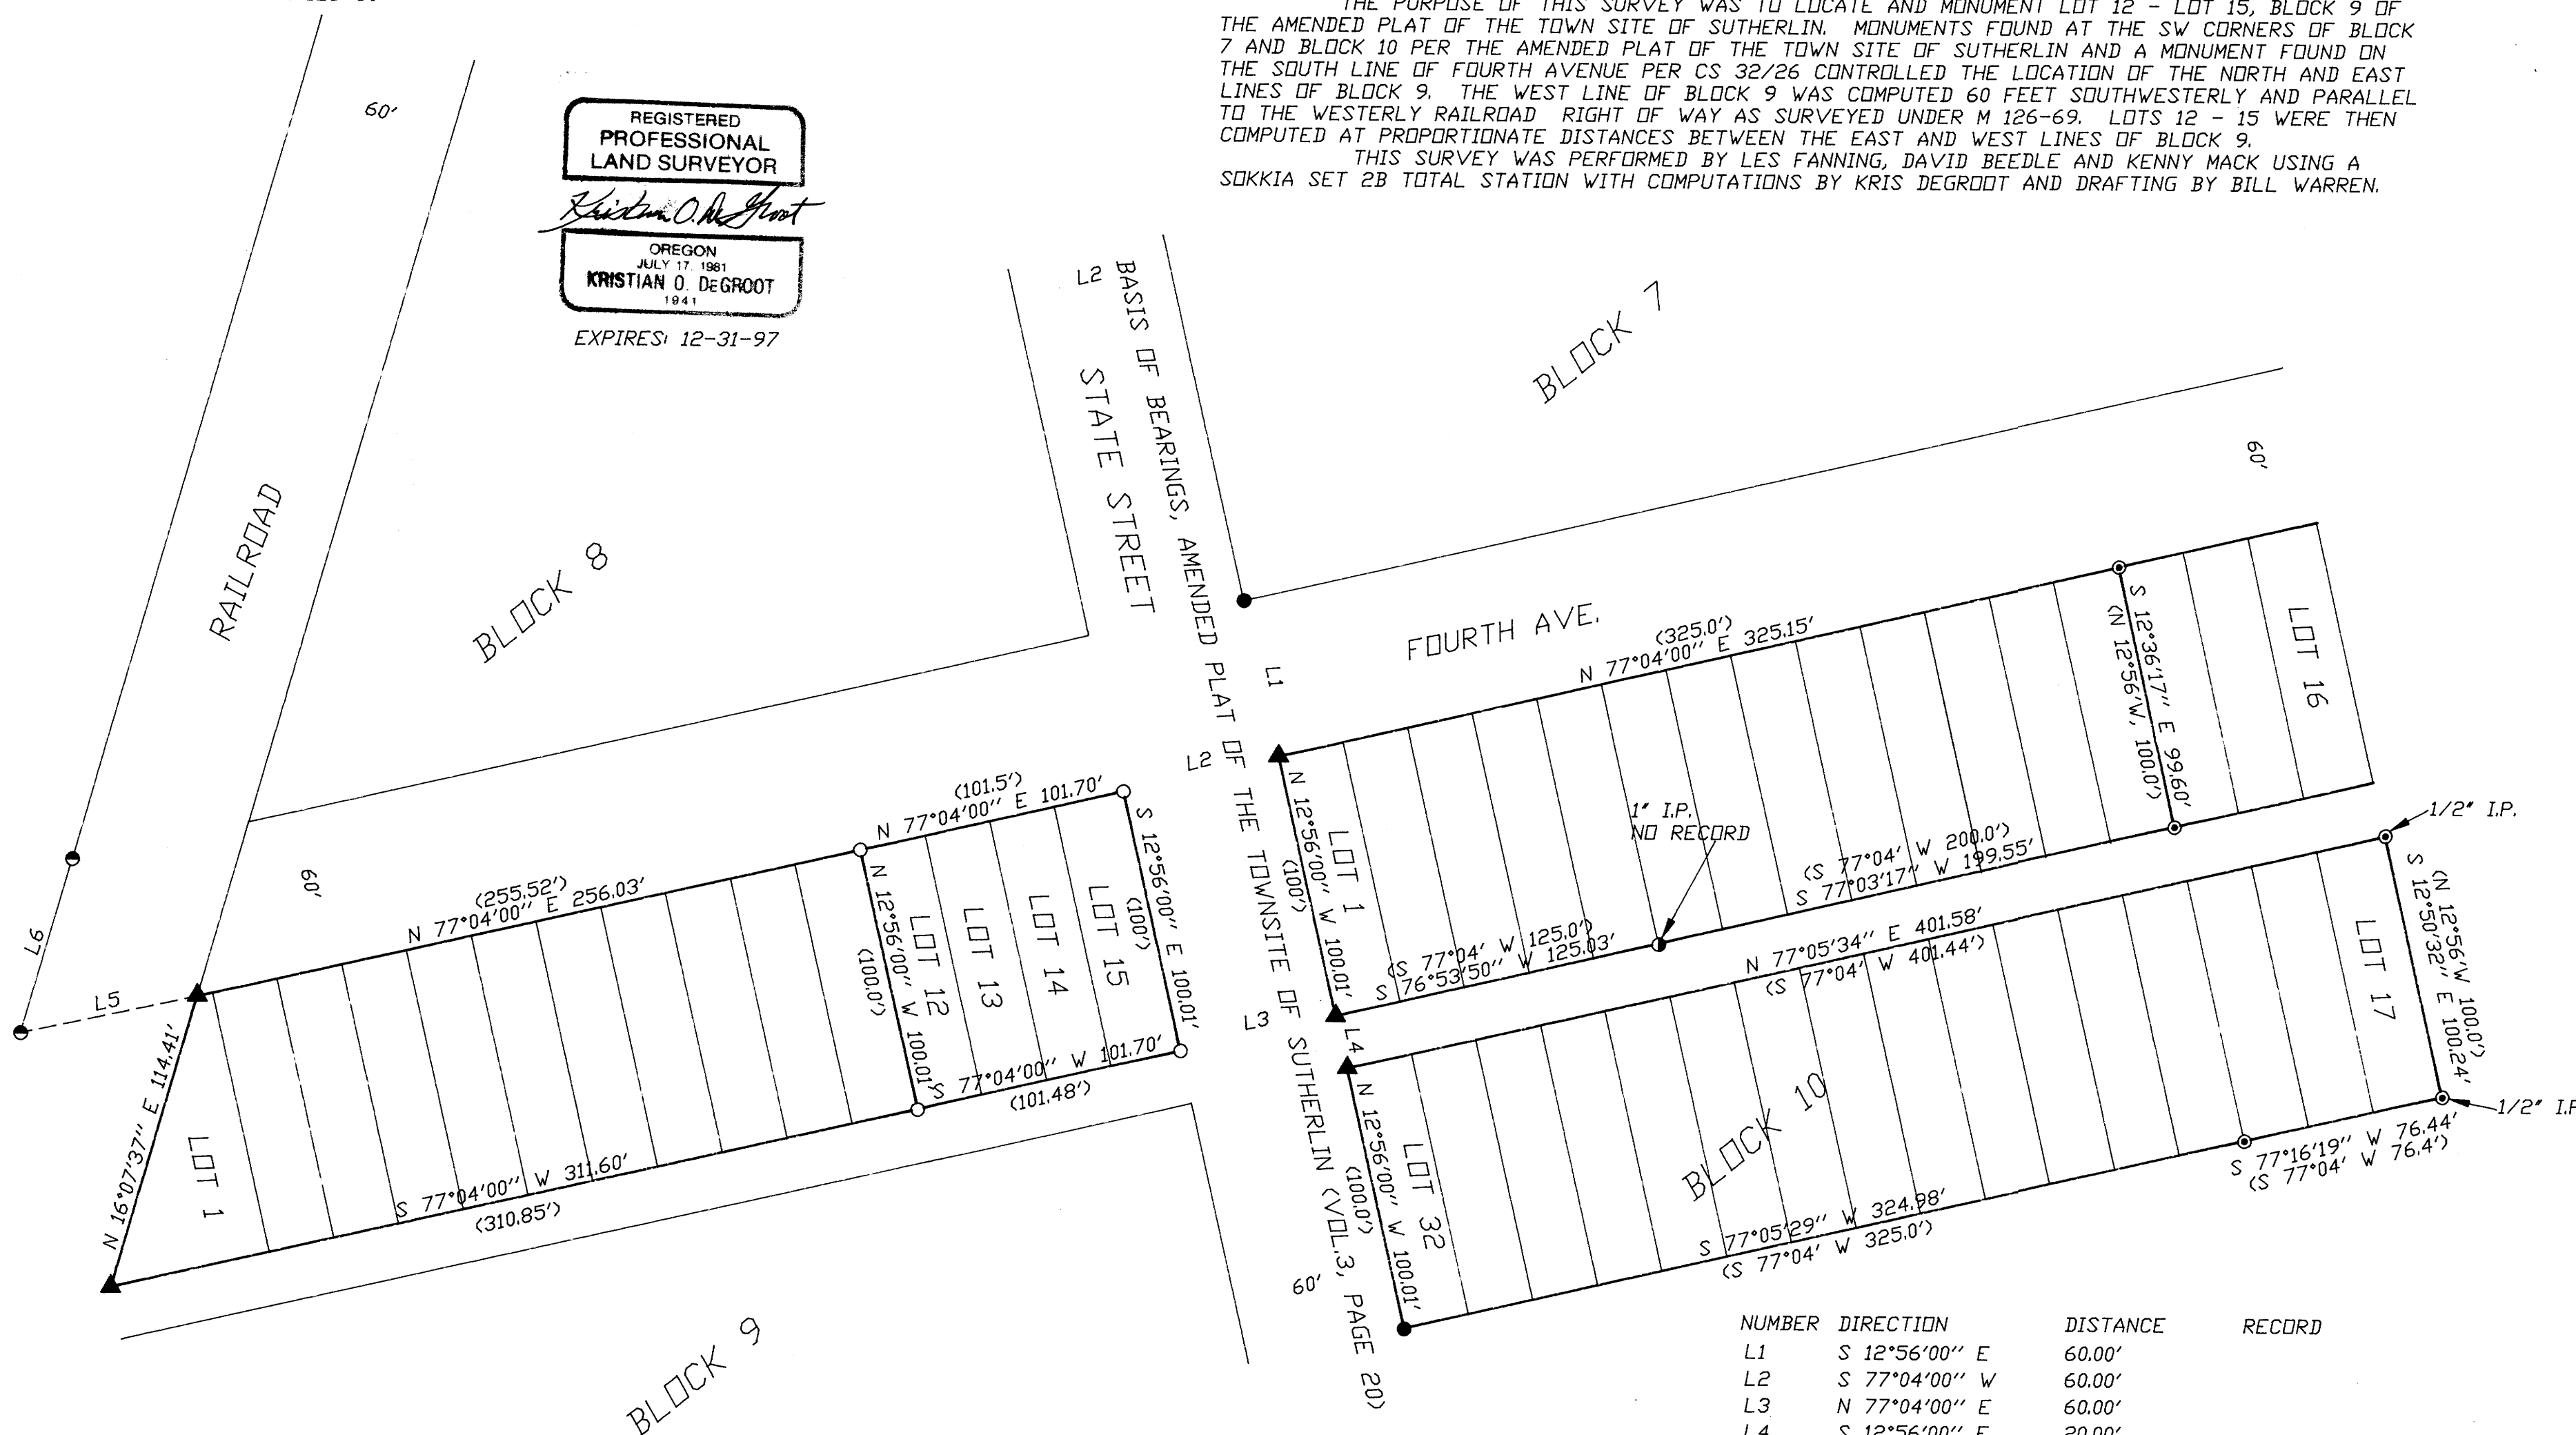 THE PURPOSE OF THIS SURVEY WAS TO LOCATE AND MONUMENT LOT 12 - LOT 15, BLOCK 9 OF
THE AMENDED PLAT OF THE TOWN SITE OF SUTHERLIN. MONUMENTS FOUND AT THE SW CORNERS OF BLOCK
7 AND BLOCK 10 PER THE AMENDED PLAT OF THE TOWN SITE OF SUTHERLIN AND A MONUMENT FOUND ON
THE SOUTH LINE OF FOURTH AVENUE PER CS 32/26 CONTROLLED THE LOCATION OF THE NORTH AND EAST
LINES OF BLOCK 9. THE WEST LINE OF BLOCK 9 WAS COMPUTED 60 FEET SOUTHWESTERLY AND PARALLEL
TO THE WESTERLY RAILROAD RIGHT OF WAY AS SURVEYED UNDER M 126-69. LOTS 12 - 15 WERE THEN
COMPUTED AT PROPORTIONATE DISTANCES BETWEEN THE EAST AND WEST LINES OF BLOCK 9.
THIS SURVEY WAS PERFORMED BY LES FANNING, DAVID BEEDLE AND KENNY MACK USING A
SOKKIA SET 2B TOTAL STATION WITH COMPUTATIONS BY KRIS DEGROOT AND DRAFTING BY BILL WARREN.
60'
REGISTERED
PROFESSIONAL
LAND SURVEYOR
Kristian O. DeGroot
OREGON
JULY 17, 1981
KRISTIAN O. DeGROOT
1941
EXPIRES: 12-31-97
L2
BASIS OF BEARINGS, AMENDED PLAT OF THE TOWNSITE OF SUTHERLIN (VOL.3, PAGE 20)
STATE STREET
BLOCK 7
60'
RAILROAD
BLOCK 8
FOURTH AVE.
L1
L2
(325.0')
N 77°04'00" E 325.15'
S 12°36'17" E 99.60'
(N 12°56'W, 100.0')
LOT 16
(101.5')
N 77°04'00" E 101.70'
S 12°56'00" E 100.01'
(100')
N 12°56'00" W 100.01'
(100')
LOT 1
1" I.P.
NO RECORD
(S 77°04' W 200.0')
S 77°03'17" W 199.55'
1/2" I.P.
60'
(255.52')
N 77°04'00" E 256.03'
N 12°56'00" W 100.01'
(100.0')
LOT 12
LOT 13
LOT 14
LOT 15
(S 77°04' W 125.0')
S 76°53'50" W 125.03'
N 77°05'34" E 401.58'
(S 77°04' W 401.44')
LOT 17
(N 12°56'W 100.0')
S 12°50'32" E 100.24'
L6
L5
L3
L4
S 77°04'00" W 101.70'
(101.48')
N 16°07'37" E 114.41'
LOT 1
S 77°04'00" W 311.60'
(310.85')
N 12°56'00" W 100.01'
(100.0')
LOT 32
BLOCK 10
1/2" I.P
S 77°16'19" W 76.44'
(S 77°04' W 76.4')
S 77°05'29" W 324.98'
(S 77°04' W 325.0')
60'
BLOCK 9
NUMBER DIRECTION DISTANCE RECORD
L1 S 12°56'00" E 60.00'
L2 S 77°04'00" W 60.00'
L3 N 77°04'00" E 60.00'
L4 S 12°56'00" E 20.00'